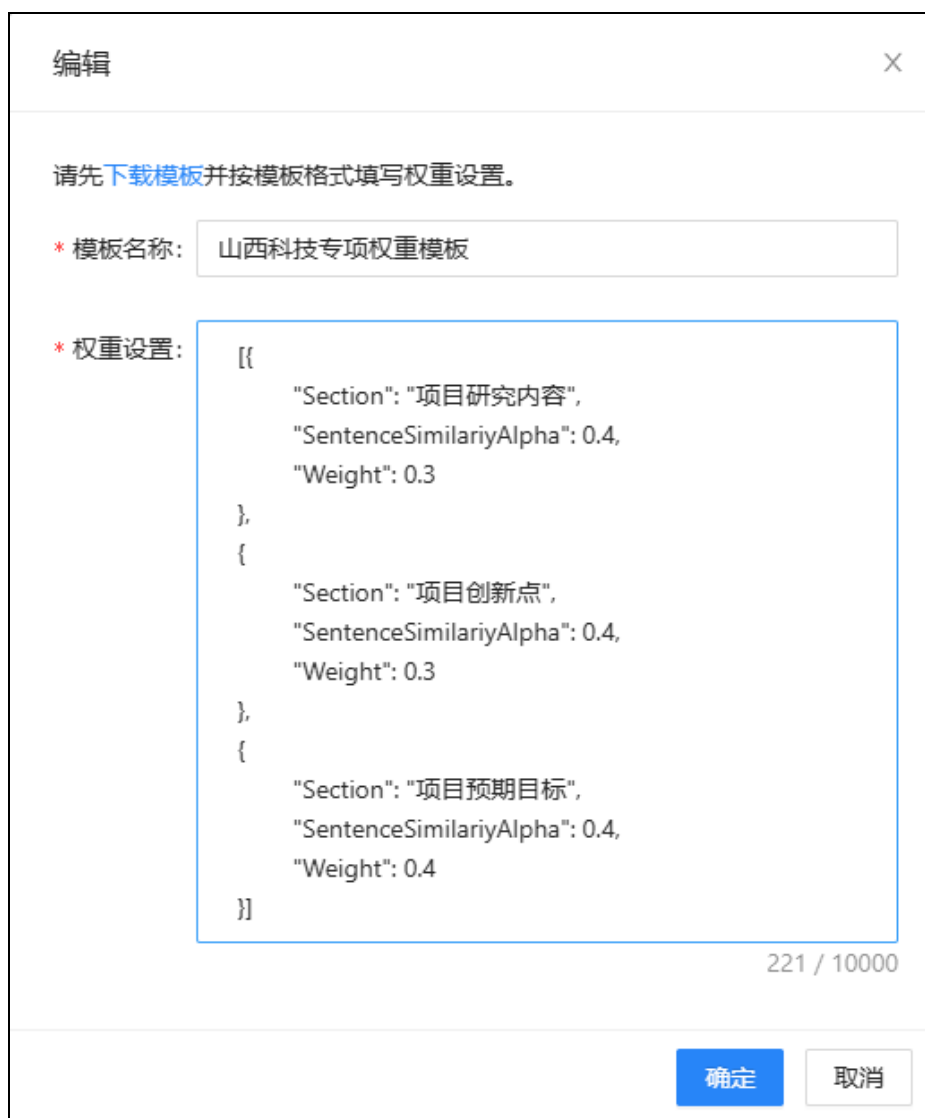 编辑
请先下载模板并按模板格式填写权重设置。
* 模板名称: 山西科技专项权重模板
* 权重设置:
[{
"Section": "项目研究内容",
"SentenceSimilariyAlpha": 0.4,
"Weight": 0.3
},
{
"Section": "项目创新点",
"SentenceSimilariyAlpha": 0.4,
"Weight": 0.3
},
{
"Section": "项目预期目标",
"SentenceSimilariyAlpha": 0.4,
"Weight": 0.4
}]
221 / 10000
确定 取消